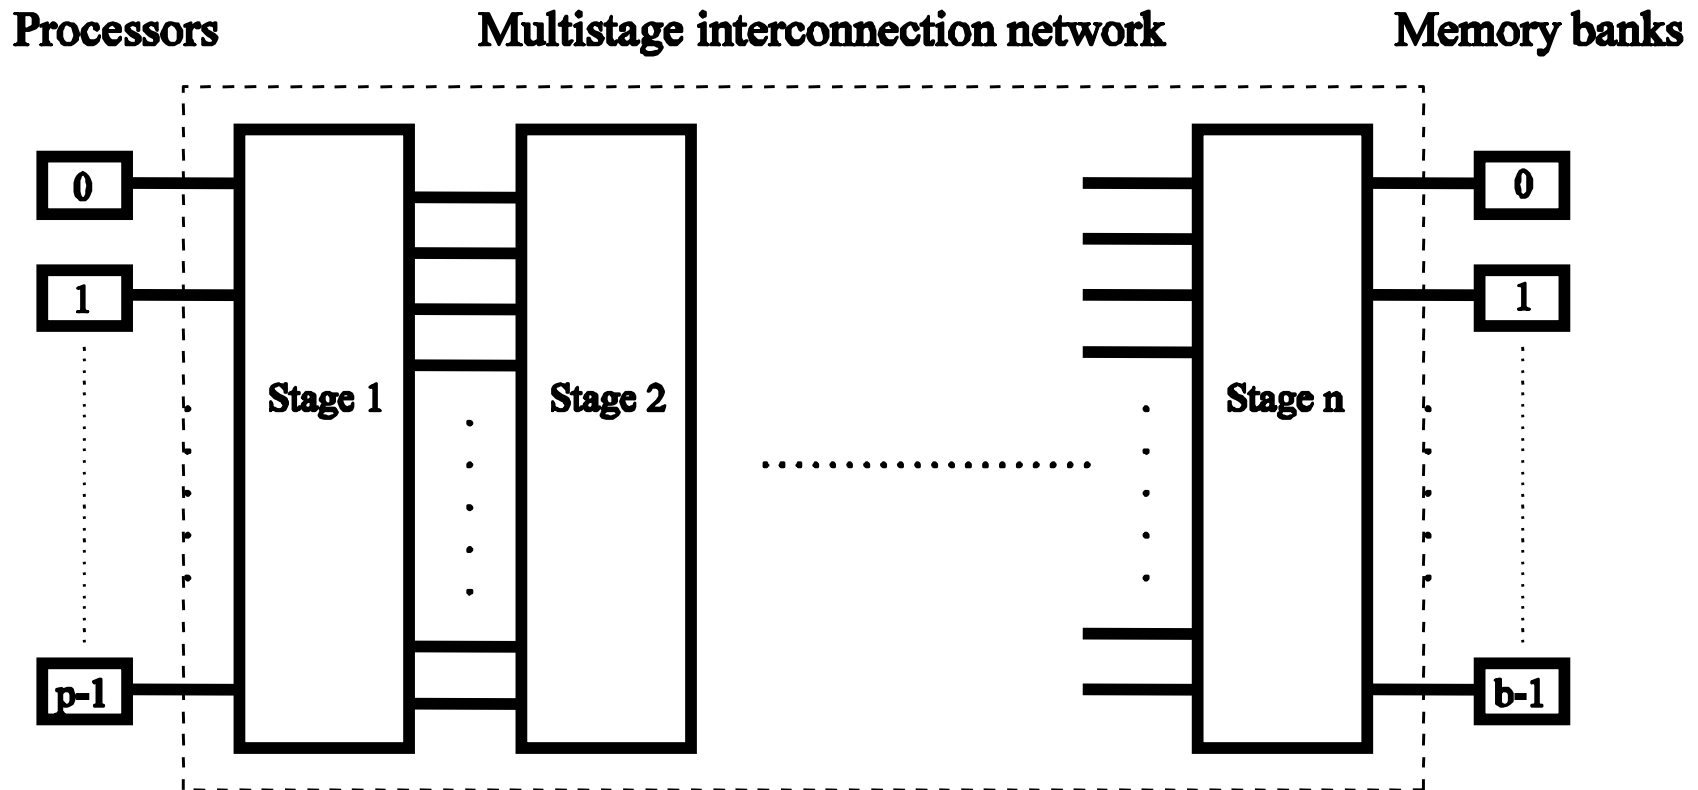 Processors
Multistage interconnection network
Memory banks
0
0
1
1
Stage 1
Stage 2
Stage n
p-1
b-1